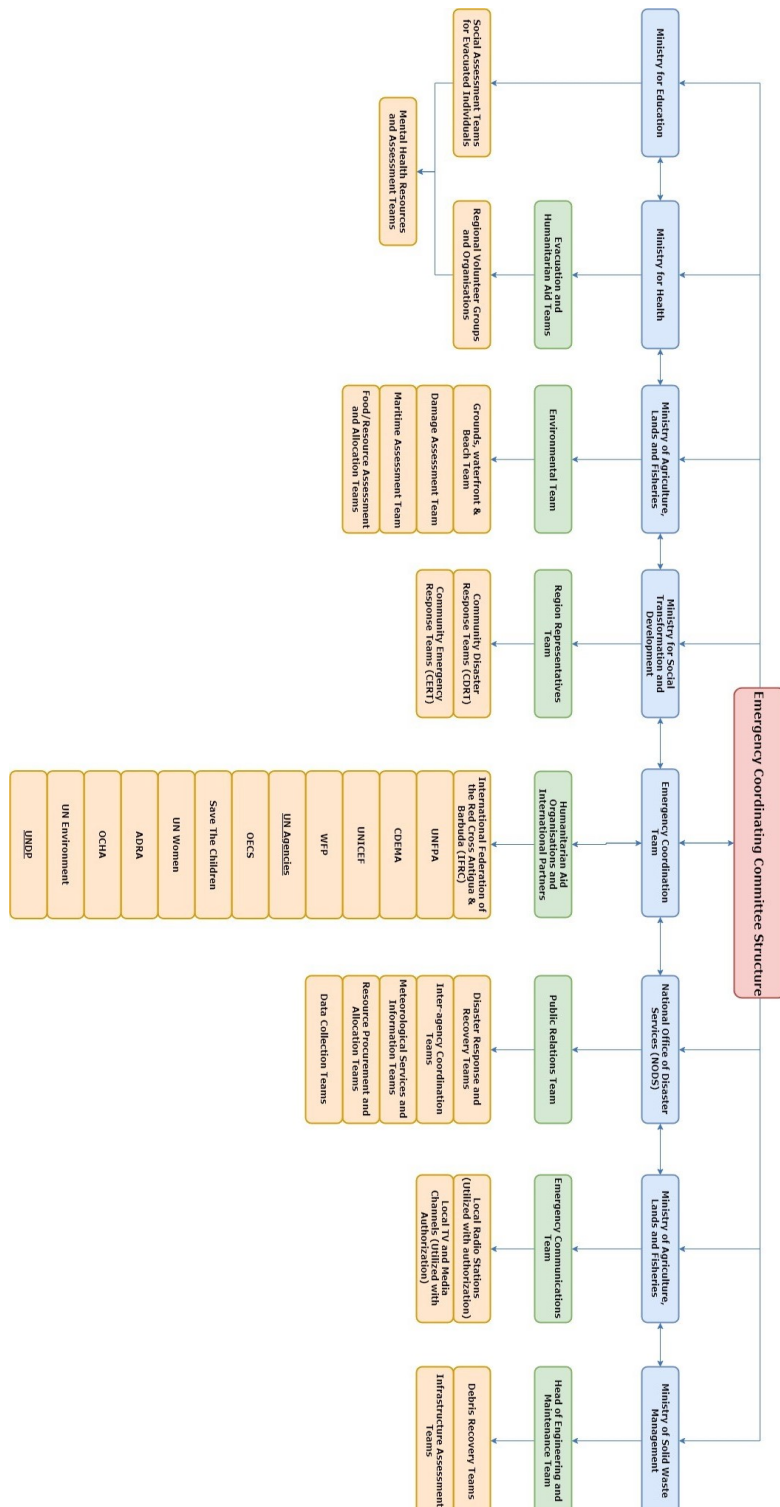 Emergency Coordinating Committee Structure
Ministry for Education
Ministry for Health
Ministry of Agriculture,
Lands and Fisheries
Ministry for Social
Transformation and
Development
Emergency Coordination
Team
National Office of Disaster
Services (NODS)
Ministry of Agriculture,
Lands and Fisheries
Ministry of Solid Waste
Management
Evacuation and
Humanitarian Aid Teams
Environmental Team
Region Representatives
Team
Humanitarian Aid
Organisations and
International Partners
Public Relations Team
Emergency Communications
Team
Head of Engineering and
Maintenance Team
Social Assessment Teams
for Evacuated Individuals
Regional Volunteer Groups
and Organisations
Mental Health Resources
and Assessment Teams
Grounds, waterfront &
Beach Team
Damage Assessment Team
Maritime Assessment Team
Food/Resource Assessment
and Allocation Teams
Community Disaster
Response Teams (CDRT)
Community Emergency
Response Teams (CERT)
International Federation of
the Red Cross Antigua &
Barbuda (IFRC)
UNFPA
CDEMA
UNICEF
WFP
UN Agencies
OECS
Save The Children
UN Women
ADRA
OCHA
UN Environment
UNDP
Disaster Response and
Recovery Teams
Inter-agency Coordination
Teams
Meteorological Services and
Information Teams
Resource Procurement and
Allocation Teams
Data Collection Teams
Local Radio Stations
(Utilized with authorization)
Local TV and Media
Channels (Utilized with
Authorization)
Debris Recovery Teams
Infrastructure Assessment
Teams